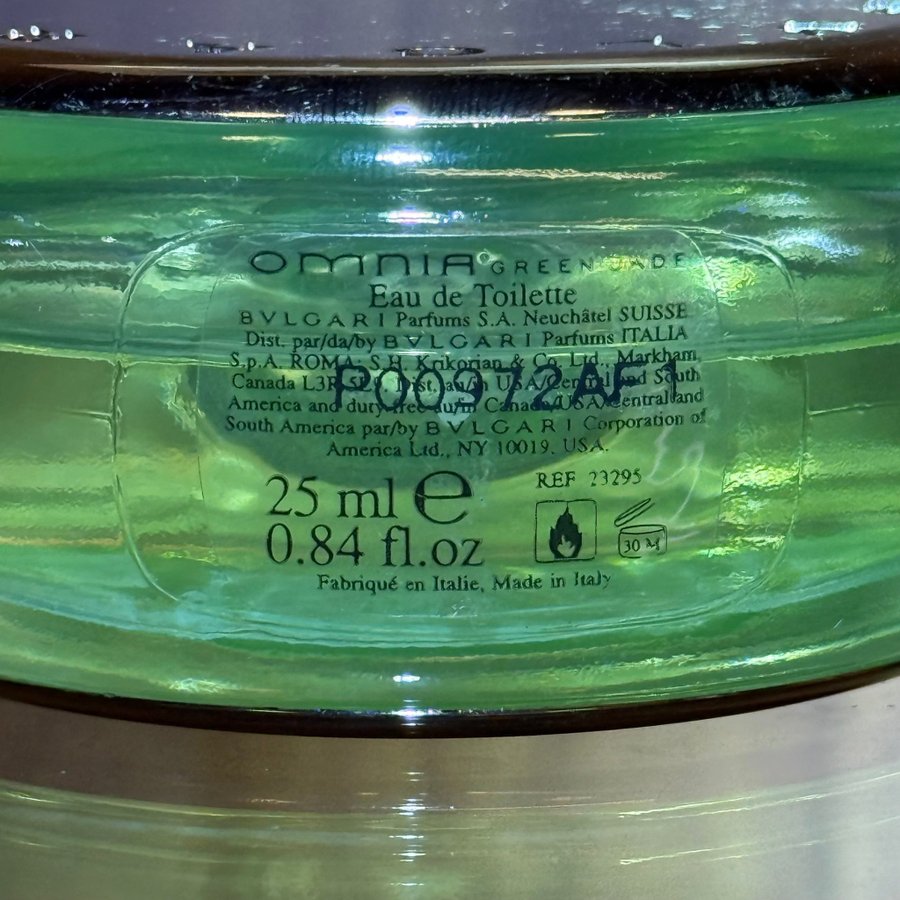 OMNIA GREEN JADE
Eau de Toilette
BVLGARI Parfums S.A. Neuchâtel SUISSE
Dist. par/da/by BVLGARI Parfums ITALIA
S.p.A. ROMA; S.H. Krikorian & Co. Ltd., Markham,
Canada L3R Dist. au/in USA/Central and South
America and duty-free au/in Canada/USA/Central and
South America par/by BVLGARI Corporation of
America Ltd., NY 10019, USA.
P00972AF1
25 ml e
REF 23295
0.84 fl.oz
30 M
Fabriqué en Italie, Made in Italy